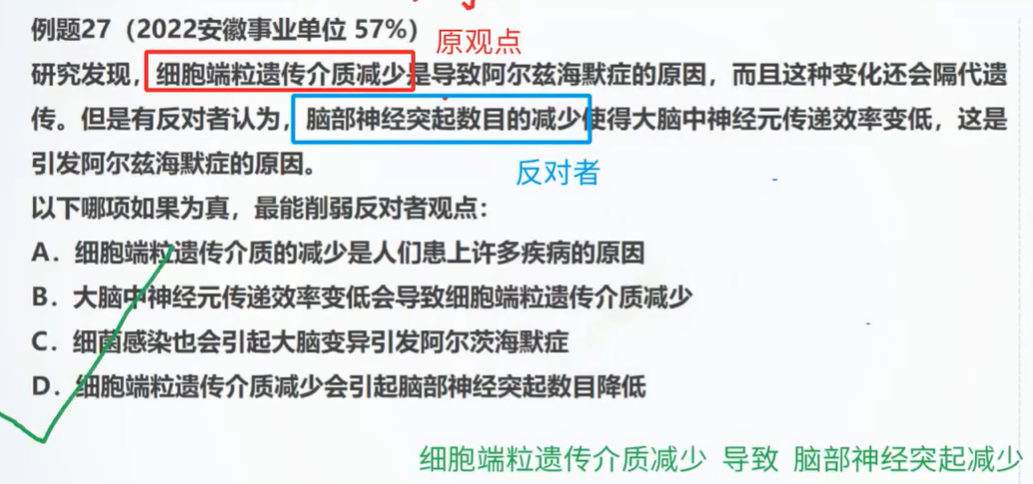 例题27（2022安徽事业单位 57%）
原观点
研究发现，细胞端粒遗传介质减少是导致阿尔兹海默症的原因，而且这种变化还会隔代遗
传。但是有反对者认为，脑部神经突起数目的减少使得大脑中神经元传递效率变低，这是
引发阿尔兹海默症的原因。
反对者
以下哪项如果为真，最能削弱反对者观点：
A．细胞端粒遗传介质的减少是人们患上许多疾病的原因
B．大脑中神经元传递效率变低会导致细胞端粒遗传介质减少
C．细菌感染也会引起大脑变异引发阿尔茨海默症
D．细胞端粒遗传介质减少会引起脑部神经突起数目降低
细胞端粒遗传介质减少 导致 脑部神经突起减少